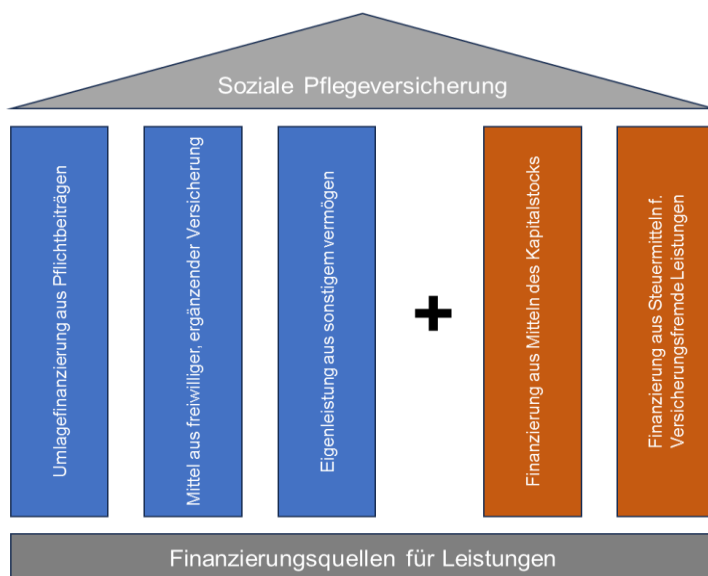 Soziale Pflegeversicherung
Umlagefinanzierung aus Pflichtbeiträgen
Mittel aus freiwilliger, ergänzender Versicherung
Eigenleistung aus sonstigem vermögen
+
Finanzierung aus Mitteln des Kapitalstocks
Finanzierung aus Steuermitteln f.
Versicherungsfremde Leistungen
Finanzierungsquellen für Leistungen